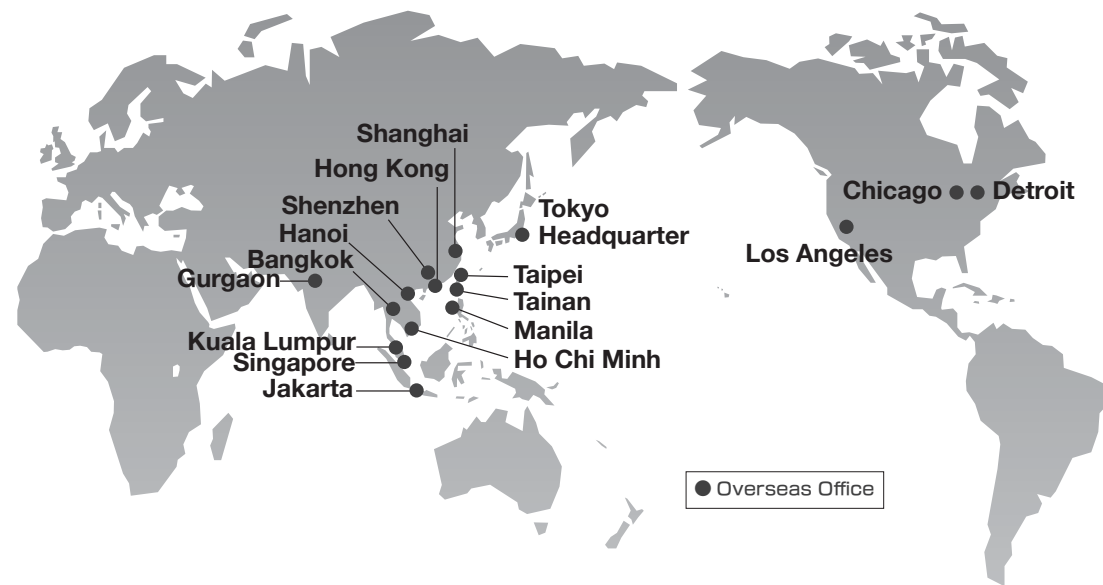 Shanghai
Hong Kong
Shenzhen
Hanoi
Bangkok
Gurgaon
Kuala Lumpur
Singapore
Jakarta
Tokyo
Headquarter
Taipei
Tainan
Manila
Ho Chi Minh
Chicago
Detroit
Los Angeles
Overseas Office